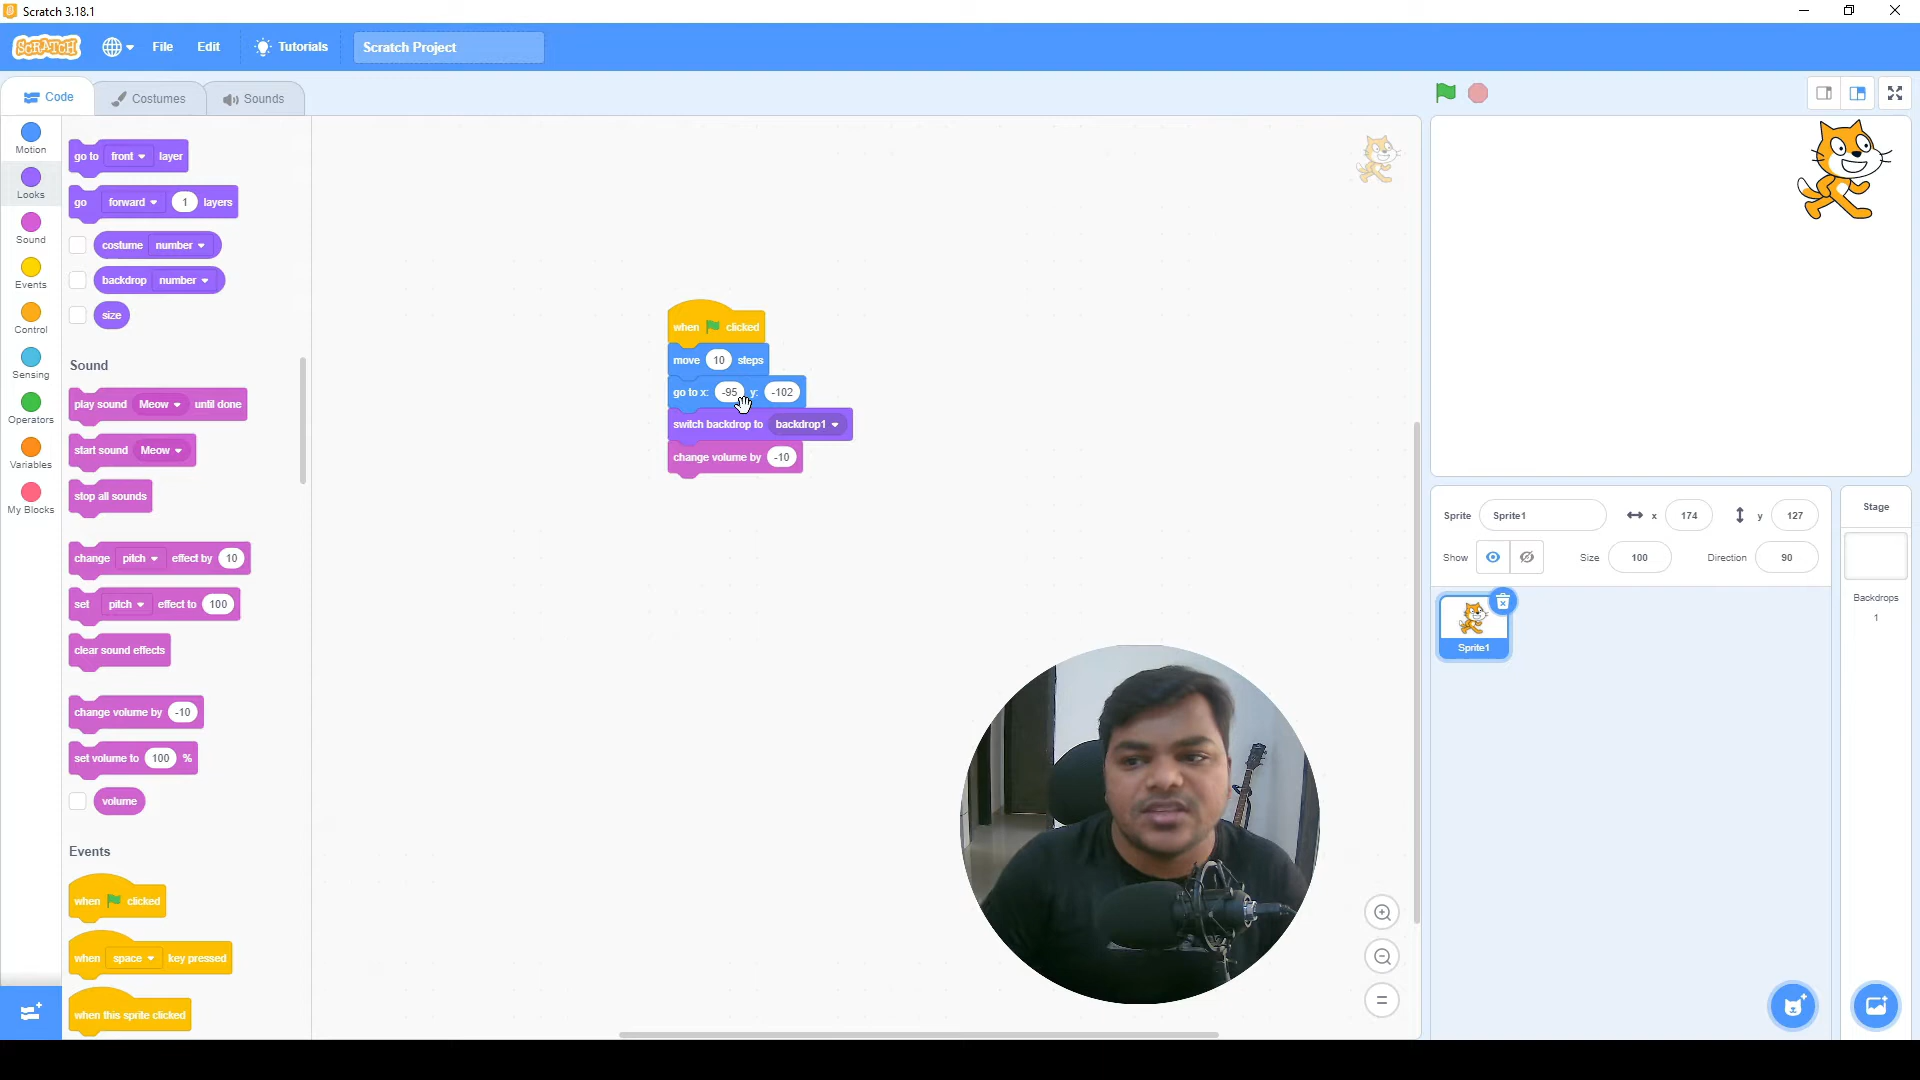 Scratch 3.18.1
SCRATCH File Edit Tutorials Scratch Project
Code Costumes Sounds
Motion
Looks
Sound
Events
Control
Sensing
Operators
Variables
My Blocks
go to front layer
go forward 1 layers
costume number
backdrop number
size
Sound
play sound Meow until done
start sound Meow
stop all sounds
change pitch effect by 10
set pitch effect to 100
clear sound effects
change volume by -10
set volume to 100 %
volume
Events
when clicked
when space key pressed
when this sprite clicked
when clicked
move 10 steps
go to x: -95 y: -102
switch backdrop to backdrop1
change volume by -10
Sprite Sprite1 x 174 y 127
Show Size 100 Direction 90
Sprite1
Stage
Backdrops
1